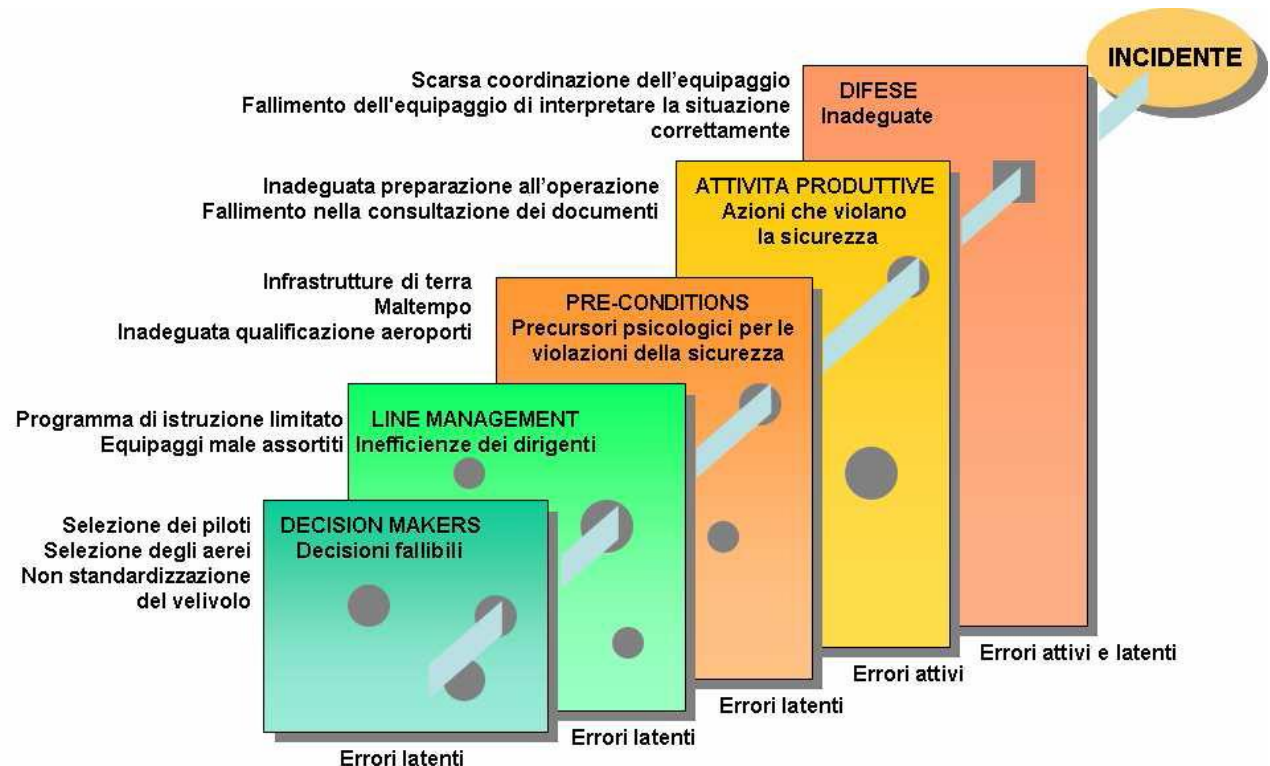 INCIDENTE
Scarsa coordinazione dell'equipaggio
Fallimento dell'equipaggio di interpretare la situazione
correttamente
DIFESE
Inadeguate
Inadeguata preparazione all'operazione
Fallimento nella consultazione dei documenti
ATTIVITA PRODUTTIVE
Azioni che violano
la sicurezza
Infrastrutture di terra
Maltempo
Inadeguata qualificazione aeroporti
PRE-CONDITIONS
Precursori psicologici per le
violazioni della sicurezza
Programma di istruzione limitato
Equipaggi male assortiti
LINE MANAGEMENT
Inefficienze dei dirigenti
Selezione dei piloti
Selezione degli aerei
Non standardizzazione
del velivolo
DECISION MAKERS
Decisioni fallibili
Errori attivi e latenti
Errori attivi
Errori latenti
Errori latenti
Errori latenti